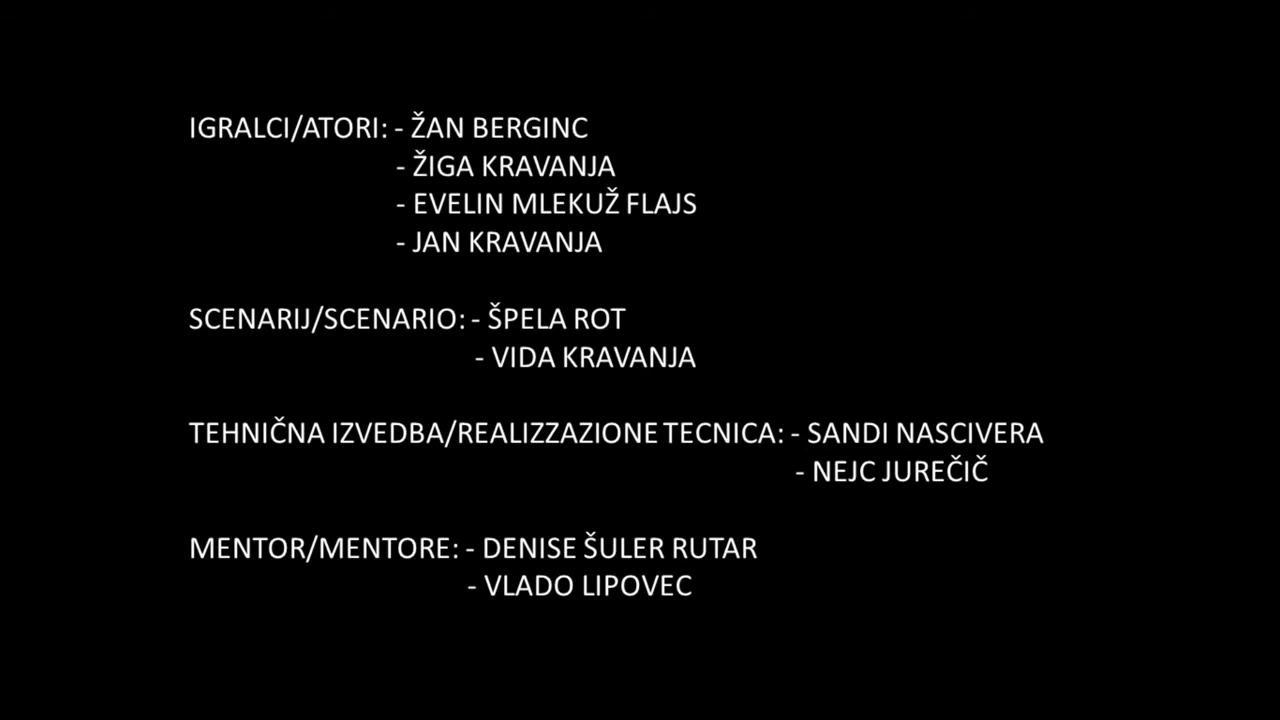 IGRALCI/ATORI: - ŽAN BERGINC
- ŽIGA KRAVANJA
- EVELIN MLEKUŽ FLAJS
- JAN KRAVANJA
SCENARIJ/SCENARIO: - ŠPELA ROT
- VIDA KRAVANJA
TEHNIČNA IZVEDBA/REALIZZAZIONE TECNICA: - SANDI NASCIVERA
- NEJC JUREČIČ
MENTOR/MENTORE: - DENISE ŠULER RUTAR
- VLADO LIPOVEC